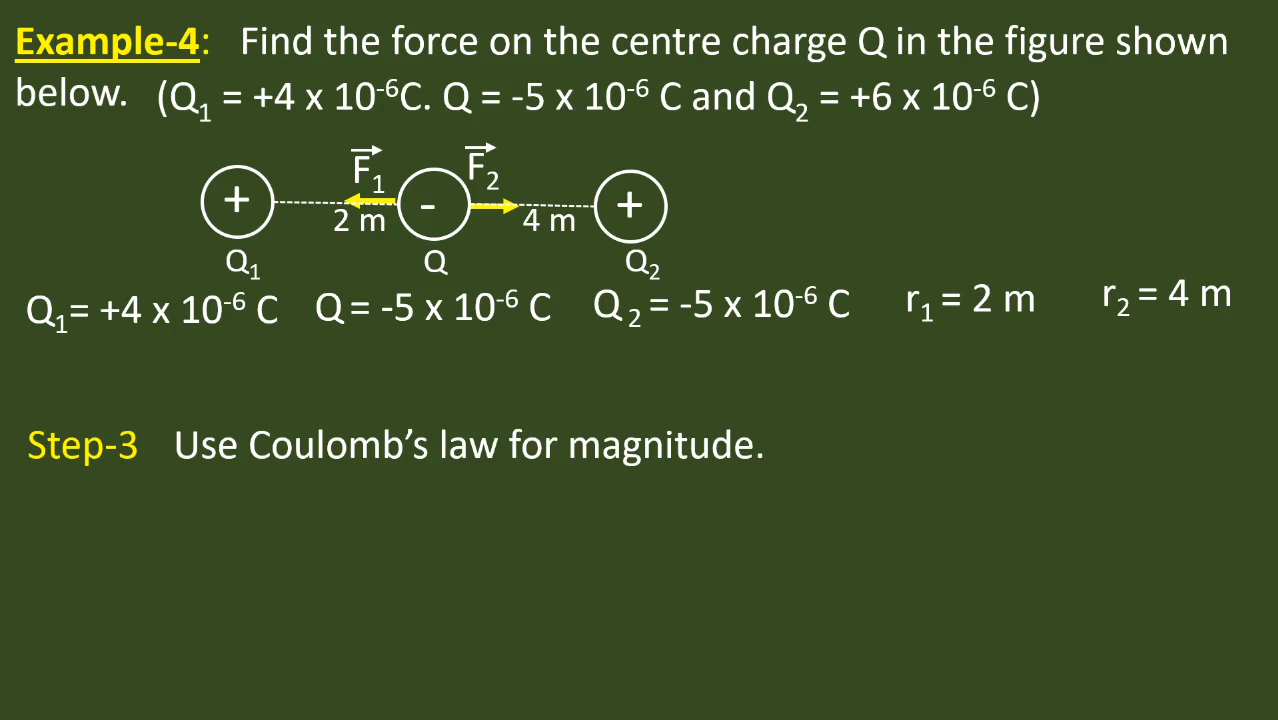 Example-4: Find the force on the centre charge Q in the figure shown
below. (Q₁ = +4 x 10⁻⁶C. Q = -5 x 10⁻⁶ C and Q₂ = +6 x 10⁻⁶ C)
F₁ F₂
+ - +
2 m 4 m
Q₁ Q Q₂
Q₁= +4 x 10⁻⁶ C Q = -5 x 10⁻⁶ C Q ₂ = -5 x 10⁻⁶ C r₁ = 2 m r₂ = 4 m
Step-3 Use Coulomb’s law for magnitude.